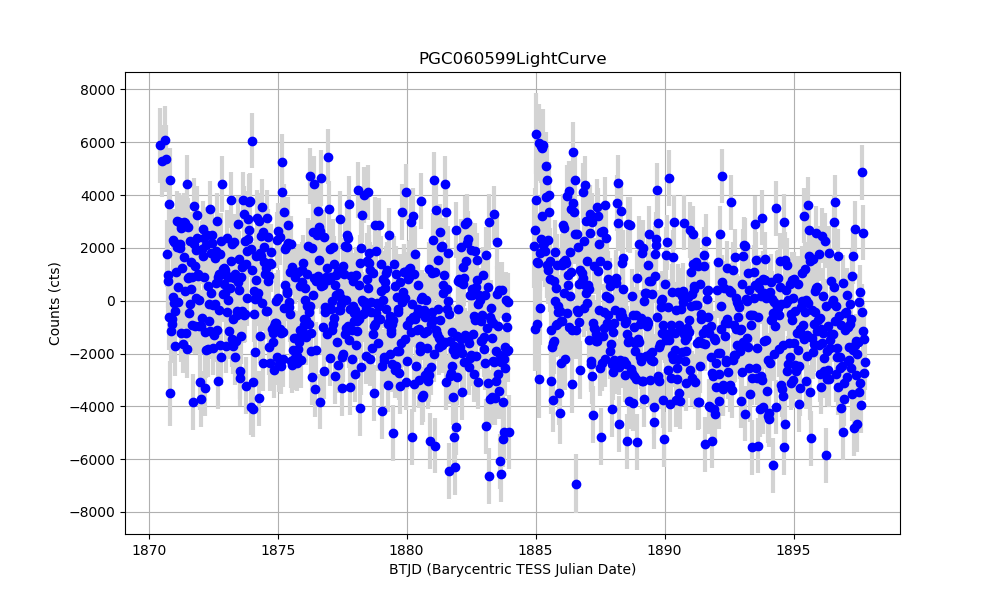 PGC060599LightCurve
8000
6000
4000
2000
0
−2000
−4000
−6000
−8000
Counts (cts)
1870 1875 1880 1885 1890 1895
BTJD (Barycentric TESS Julian Date)